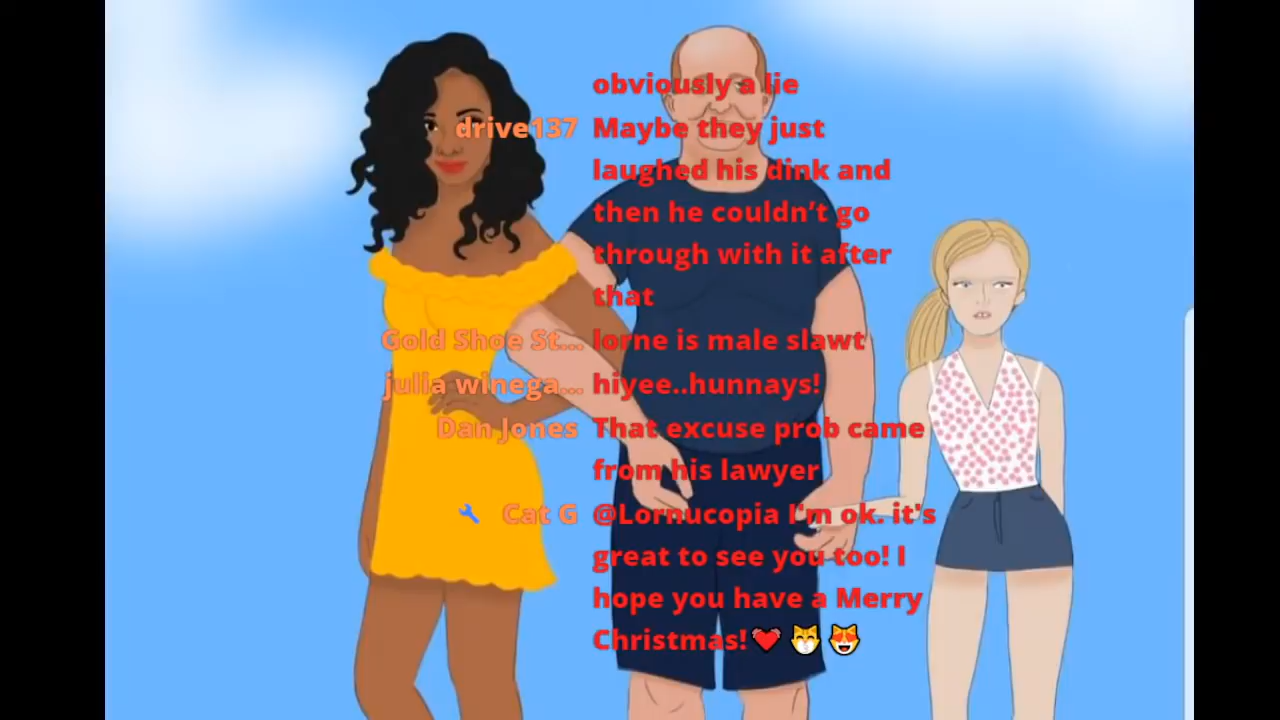 obviously a lie
drive137 Maybe they just
laughed his dink and
then he couldn’t go
through with it after
that
Gold Shoe St... lorne is male slawt
julia winega... hiyee..hunnays!
Dan Jones That excuse prob came
from his lawyer
Cat G @Lornucopia I'm ok. it's
great to see you too! I
hope you have a Merry
Christmas!❤️😸😻